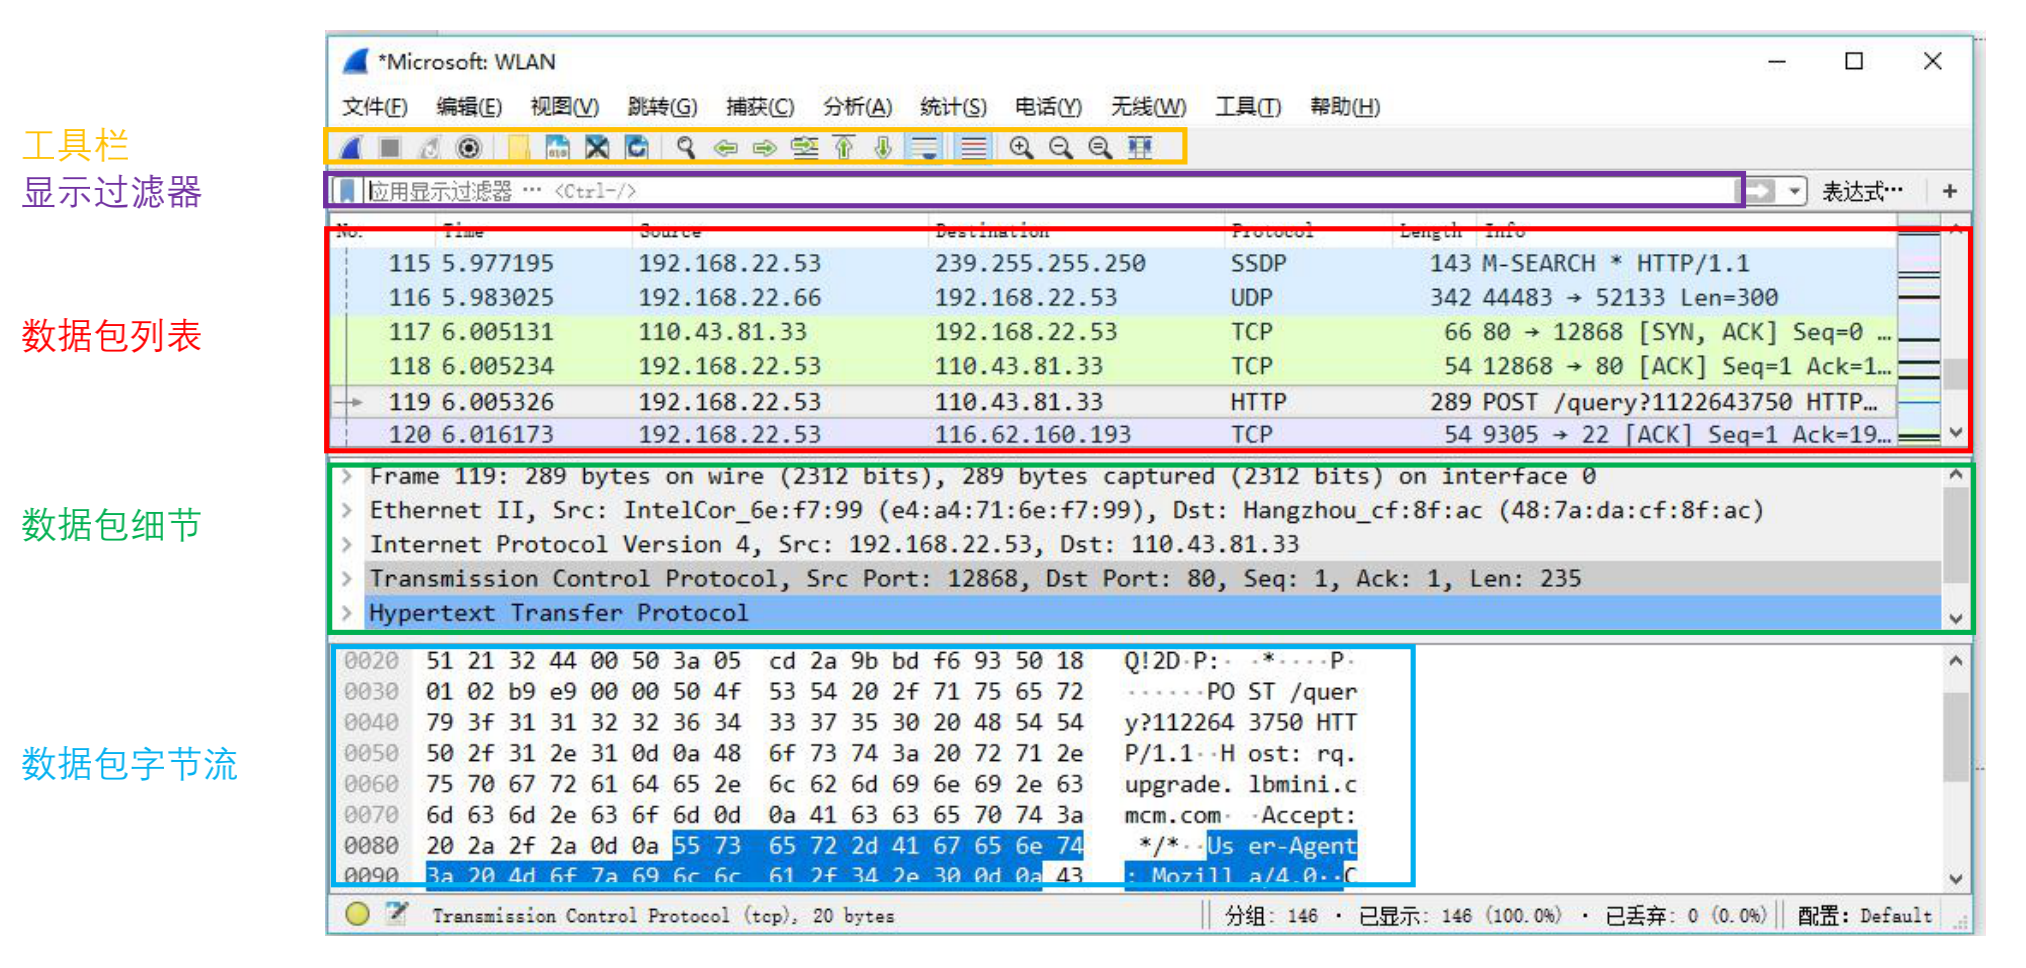 *Microsoft: WLAN
文件(F) 编辑(E) 视图(V) 跳转(G) 捕获(C) 分析(A) 统计(S) 电话(Y) 无线(W) 工具(T) 帮助(H)
工具栏
显示过滤器
应用显示过滤器 … <Ctrl-/> 表达式… +
No. Time Source Destination Protocol Length Info
115 5.977195 192.168.22.53 239.255.255.250 SSDP 143 M-SEARCH * HTTP/1.1
116 5.983025 192.168.22.66 192.168.22.53 UDP 342 44483 → 52133 Len=300
117 6.005131 110.43.81.33 192.168.22.53 TCP 66 80 → 12868 [SYN, ACK] Seq=0 …
118 6.005234 192.168.22.53 110.43.81.33 TCP 54 12868 → 80 [ACK] Seq=1 Ack=1…
119 6.005326 192.168.22.53 110.43.81.33 HTTP 289 POST /query?1122643750 HTTP…
120 6.016173 192.168.22.53 116.62.160.193 TCP 54 9305 → 22 [ACK] Seq=1 Ack=19…
数据包列表
Frame 119: 289 bytes on wire (2312 bits), 289 bytes captured (2312 bits) on interface 0
Ethernet II, Src: IntelCor_6e:f7:99 (e4:a4:71:6e:f7:99), Dst: Hangzhou_cf:8f:ac (48:7a:da:cf:8f:ac)
Internet Protocol Version 4, Src: 192.168.22.53, Dst: 110.43.81.33
Transmission Control Protocol, Src Port: 12868, Dst Port: 80, Seq: 1, Ack: 1, Len: 235
Hypertext Transfer Protocol
数据包细节
0020 51 21 32 44 00 50 3a 05 cd 2a 9b bd f6 93 50 18 Q!2D·P:· ·*····P·
0030 01 02 b9 e9 00 00 50 4f 53 54 20 2f 71 75 65 72 ······PO ST /quer
0040 79 3f 31 31 32 32 36 34 33 37 35 30 20 48 54 54 y?112264 3750 HTT
0050 50 2f 31 2e 31 0d 0a 48 6f 73 74 3a 20 72 71 2e P/1.1··H ost: rq.
0060 75 70 67 72 61 64 65 2e 6c 62 6d 69 6e 69 2e 63 upgrade. lbmini.c
0070 6d 63 6d 2e 63 6f 6d 0d 0a 41 63 63 65 70 74 3a mcm.com· ·Accept:
0080 20 2a 2f 2a 0d 0a 55 73 65 72 2d 41 67 65 6e 74 */*··Us er-Agent
0090 3a 20 4d 6f 7a 69 6c 6c 61 2f 34 2e 30 0d 0a 43 : Mozill a/4.0··C
数据包字节流
Transmission Control Protocol (tcp), 20 bytes 分组: 146 · 已显示: 146 (100.0%) · 已丢弃: 0 (0.0%) 配置: Default